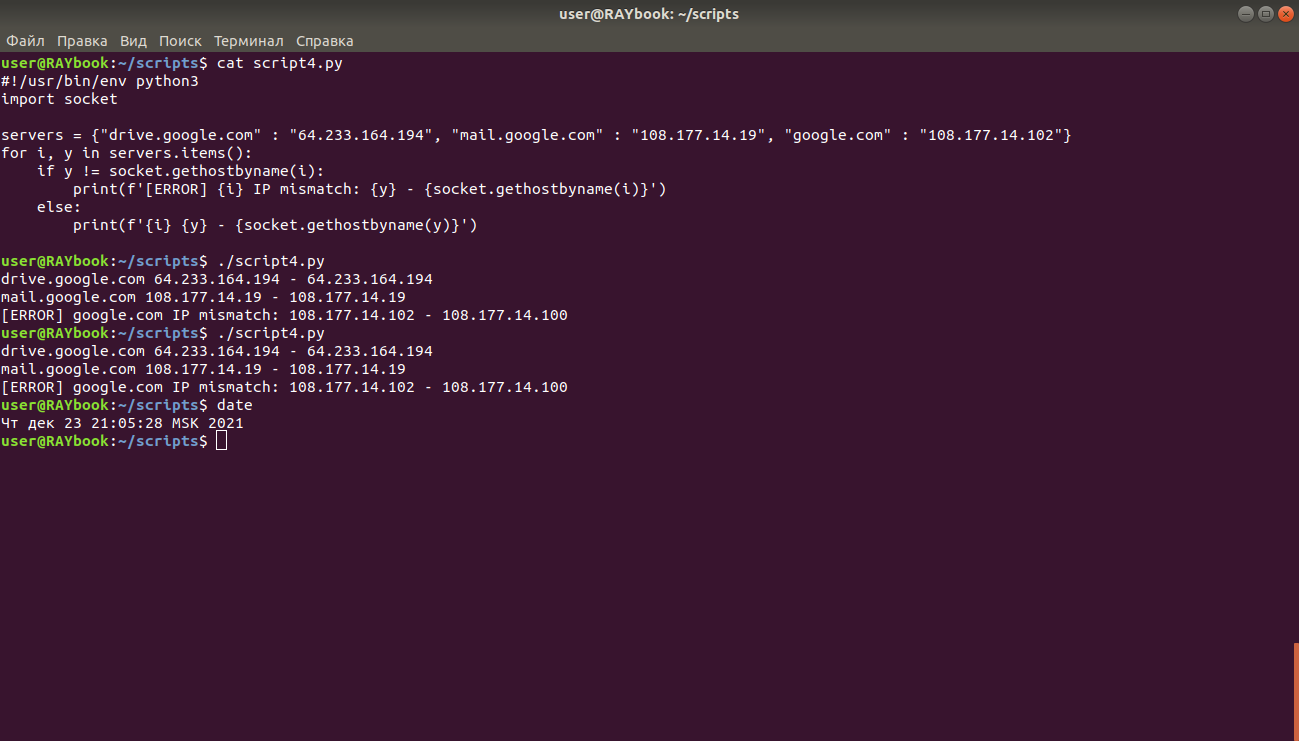 user@RAYbook: ~/scripts
Файл Правка Вид Поиск Терминал Справка
user@RAYbook:~/scripts$ cat script4.py
#!/usr/bin/env python3
import socket

servers = {"drive.google.com" : "64.233.164.194", "mail.google.com" : "108.177.14.19", "google.com" : "108.177.14.102"}
for i, y in servers.items():
    if y != socket.gethostbyname(i):
        print(f'[ERROR] {i} IP mismatch: {y} - {socket.gethostbyname(i)}')
    else:
        print(f'{i} {y} - {socket.gethostbyname(y)}')

user@RAYbook:~/scripts$ ./script4.py
drive.google.com 64.233.164.194 - 64.233.164.194
mail.google.com 108.177.14.19 - 108.177.14.19
[ERROR] google.com IP mismatch: 108.177.14.102 - 108.177.14.100
user@RAYbook:~/scripts$ ./script4.py
drive.google.com 64.233.164.194 - 64.233.164.194
mail.google.com 108.177.14.19 - 108.177.14.19
[ERROR] google.com IP mismatch: 108.177.14.102 - 108.177.14.100
user@RAYbook:~/scripts$ date
Чт дек 23 21:05:28 MSK 2021
user@RAYbook:~/scripts$